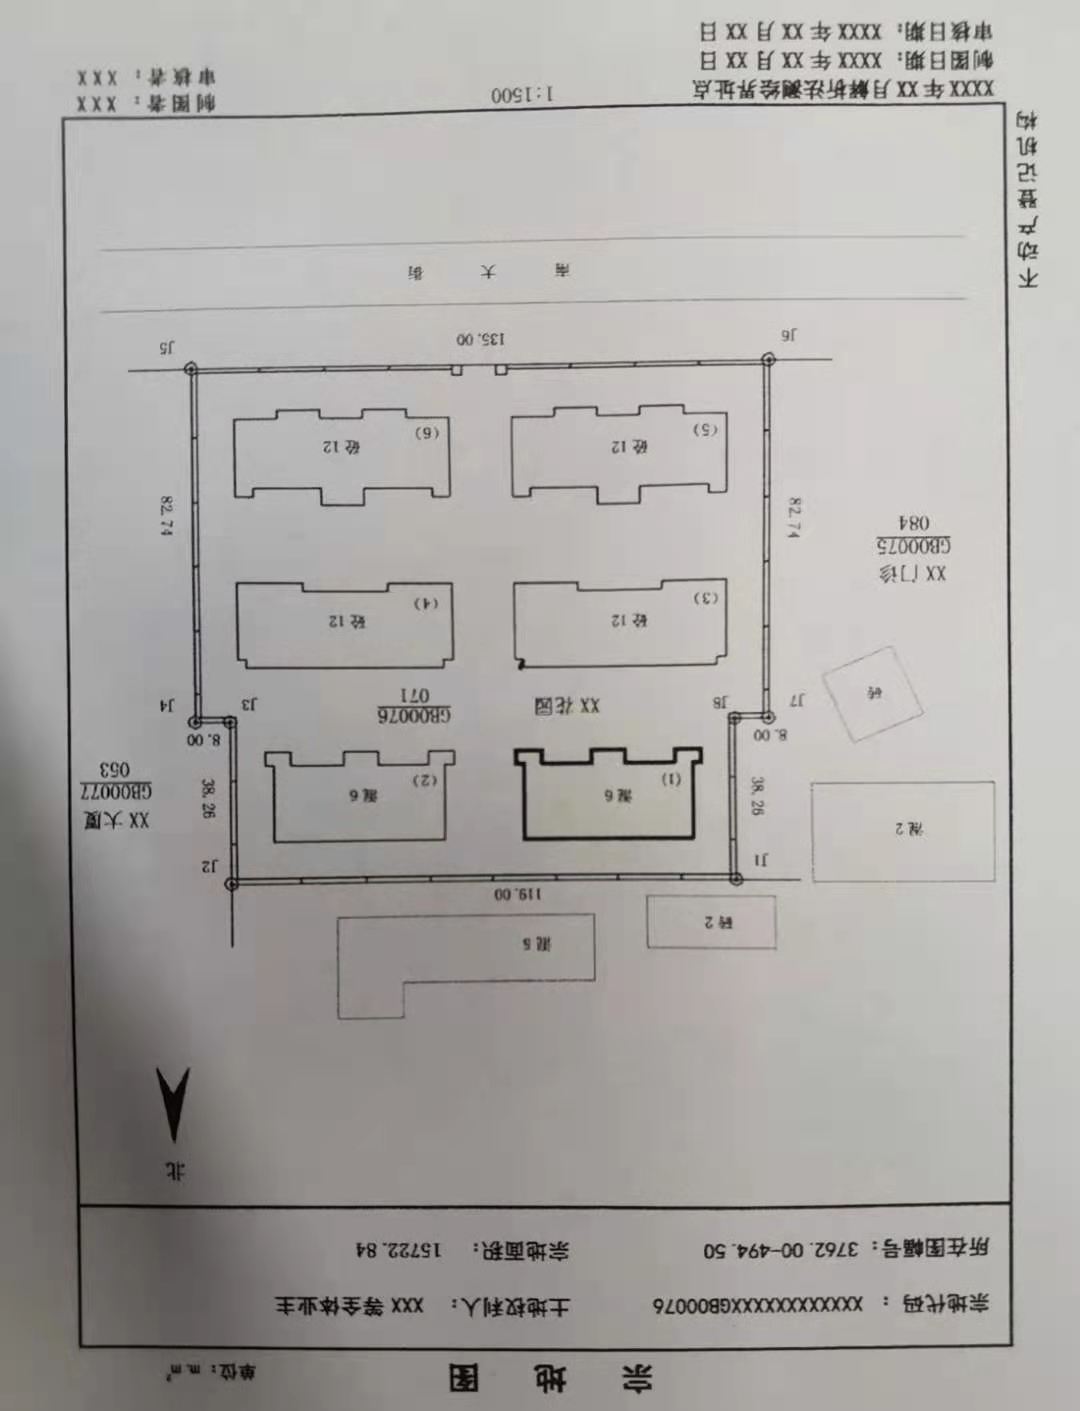 宗 地 图
单位：m.m²
宗地代码：XXXXXXXXXXXXGB00076
土地权利人：XXX等全体业主
所在图幅号：3762.00-494.50
宗地面积：15722.84
北
混 5
砖 2
119.00
J1
J2
混 2
38.26
混 6
(1)
(2)
混 6
38.26
XX 大厦
GB00077
053
8.00
J7
J8
XX 花园
GB00076
071
J3
8.00
J4
砖
(3)
砼 12
(4)
砼 12
XX 门诊
GB00075
084
82.74
82.74
(5)
砼 12
(6)
砼 12
J6
135.00
J5
南 大 街
不动产登记机构
XXXX 年 XX 月解析法测绘界址点
制图日期：XXXX 年 XX 月 XX 日
审核日期：XXXX 年 XX 月 XX 日
1:1500
制图者：XXX
审核者：XXX